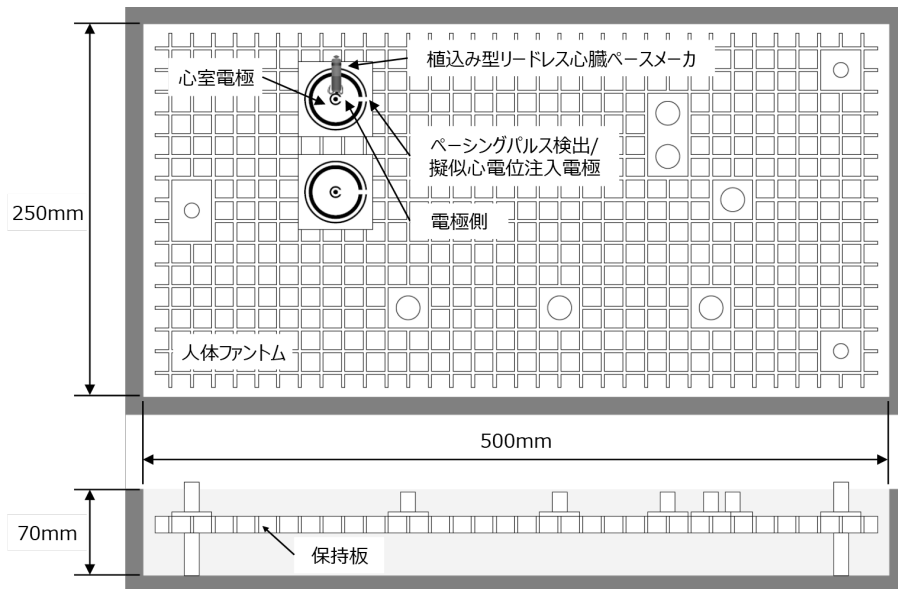 植込み型リードレス心臓ペースメーカ
心室電極
ペーシングパルス検出/
擬似心電位注入電極
250mm
電極側
人体ファントム
500mm
70mm
保持板